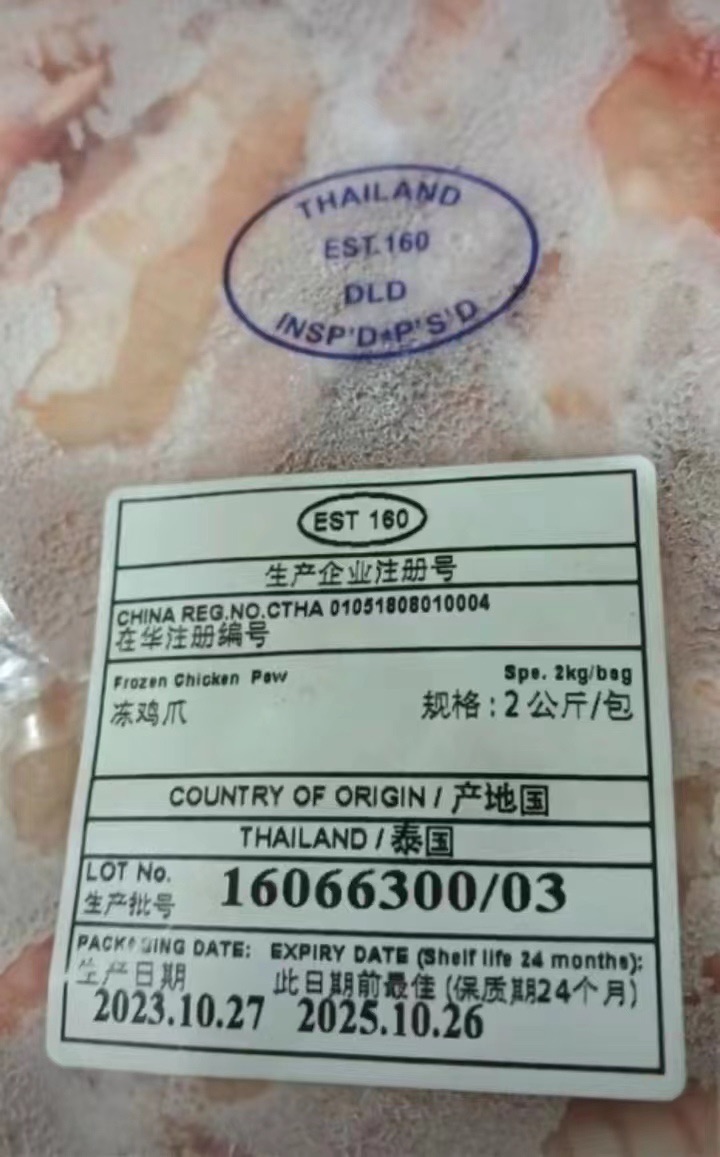 THAILAND
EST.160
DLD
INSP'D*P'S'D
EST 160
生产企业注册号
CHINA REG.NO.CTHA 01051808010004
在华注册编号
Frozen Chicken Paw Spe. 2kg/bag
冻鸡爪 规格:2公斤/包
COUNTRY OF ORIGIN / 产地国
THAILAND / 泰国
LOT No.
生产批号 16066300/03
PACKAGING DATE: EXPIRY DATE (Shelf life 24 months):
生产日期 此日期前最佳 (保质期24个月)
2023.10.27 2025.10.26